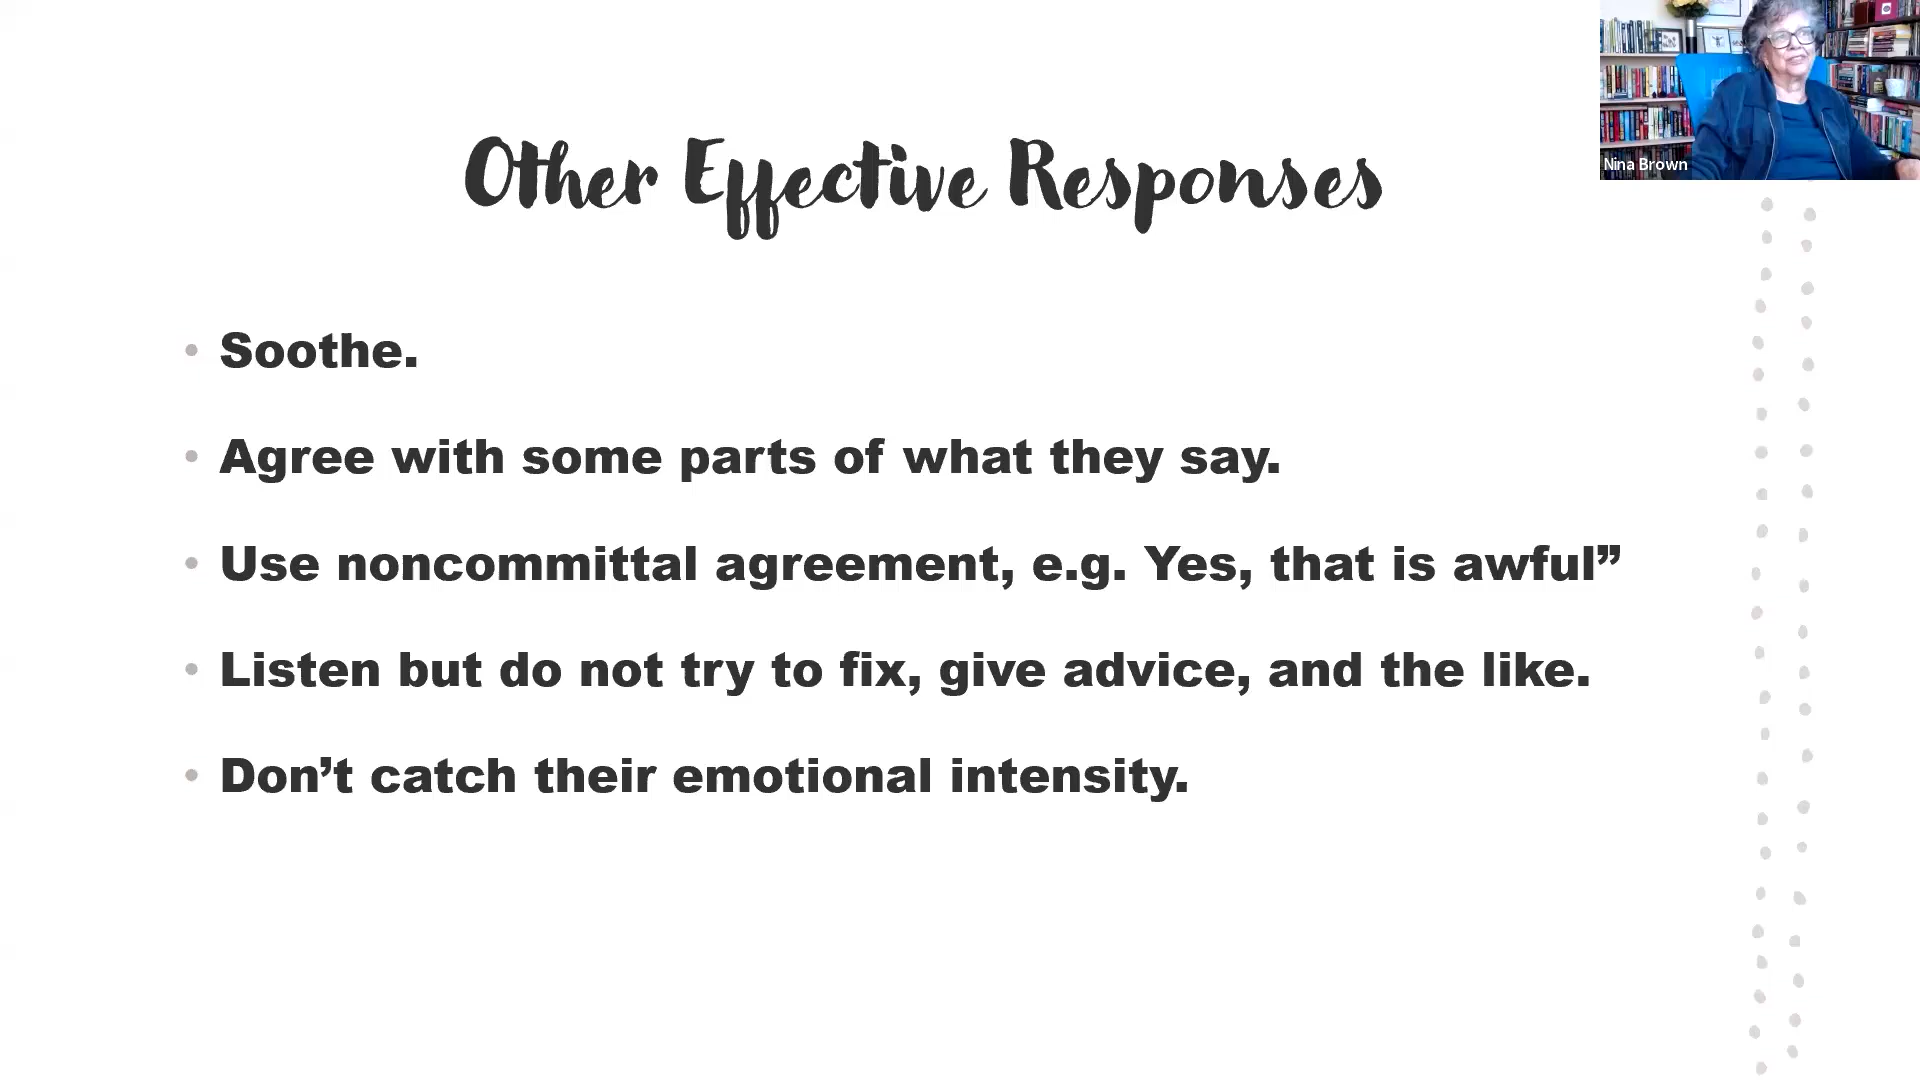 Nina Brown
Other Effective Responses
• Soothe.
• Agree with some parts of what they say.
• Use noncommittal agreement, e.g. Yes, that is awful”
• Listen but do not try to fix, give advice, and the like.
• Don’t catch their emotional intensity.